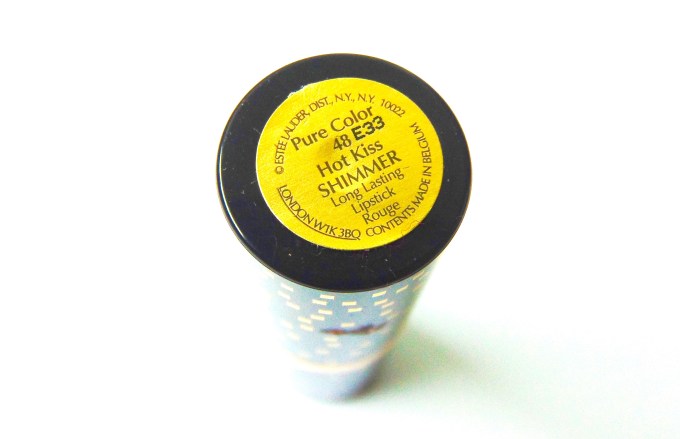 © ESTĒE LAUDER, DIST., N.Y., N.Y. 10022
Pure Color
48 E33
Hot Kiss
SHIMMER
Long Lasting
Lipstick
Rouge
LONDON W1K 3BQ CONTENTS MADE IN BELGIUM